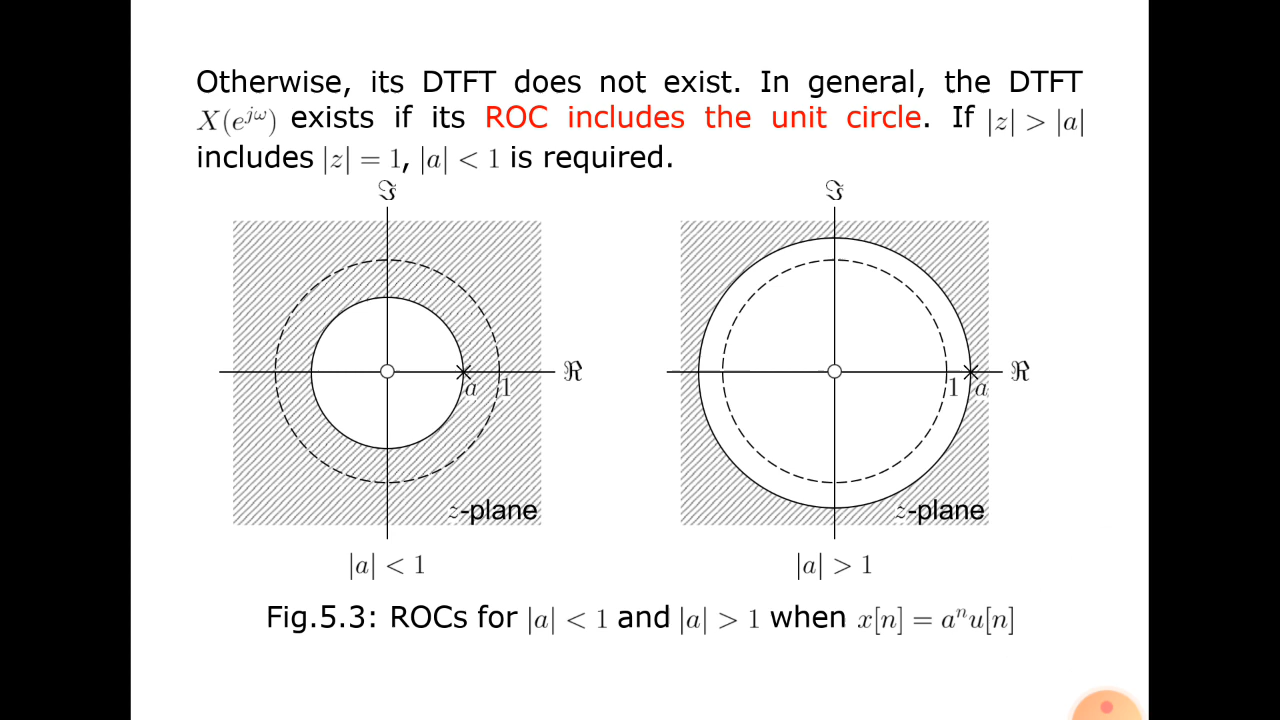 Otherwise, its DTFT does not exist. In general, the DTFT
X(e^{jω}) exists if its ROC includes the unit circle. If |z| > |a|
includes |z| = 1, |a| < 1 is required.
ℑ ℑ
ℜ ℜ
a 1 1 a
z-plane z-plane
|a| < 1 |a| > 1
Fig.5.3: ROCs for |a| < 1 and |a| > 1 when x[n] = aⁿu[n]